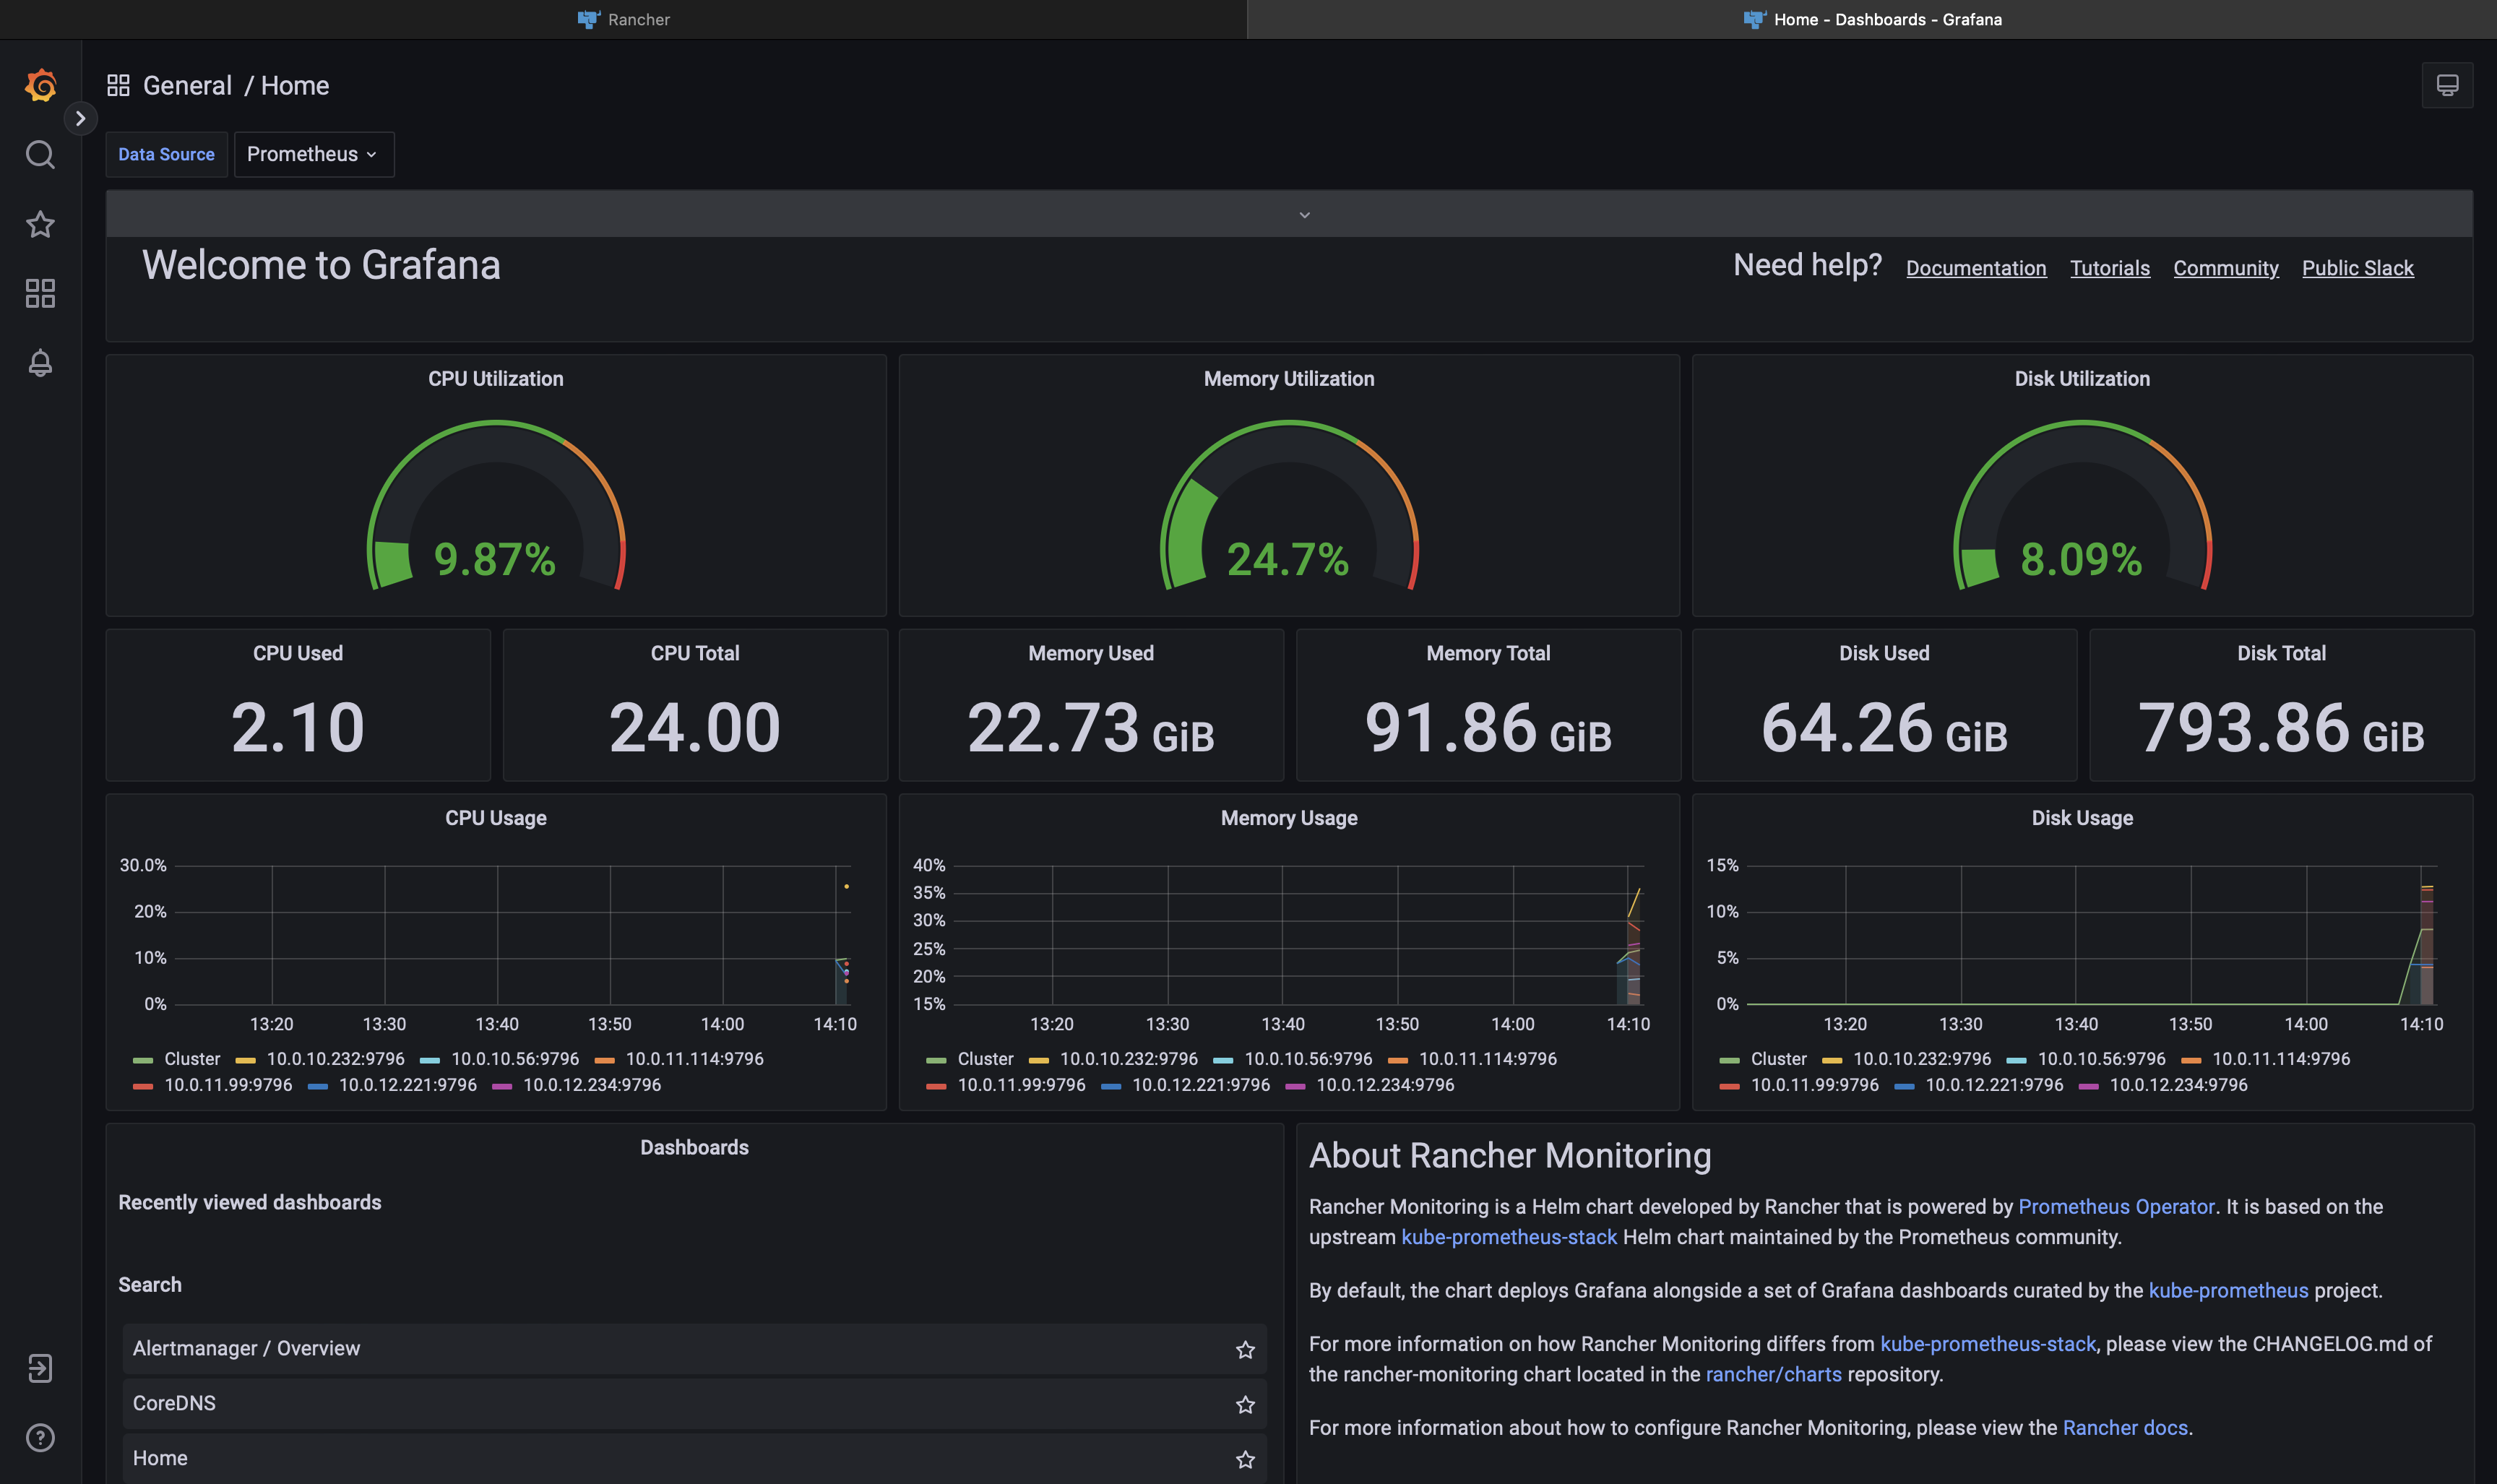 Rancher
Home - Dashboards - Grafana
General / Home
Data Source
Prometheus
Welcome to Grafana
Need help? Documentation Tutorials Community Public Slack
CPU Utilization
9.87%
Memory Utilization
24.7%
Disk Utilization
8.09%
CPU Used
2.10
CPU Total
24.00
Memory Used
22.73 GiB
Memory Total
91.86 GiB
Disk Used
64.26 GiB
Disk Total
793.86 GiB
CPU Usage
30.0%
20%
10%
0%
13:20 13:30 13:40 13:50 14:00 14:10
Cluster 10.0.10.232:9796 10.0.10.56:9796 10.0.11.114:9796
10.0.11.99:9796 10.0.12.221:9796 10.0.12.234:9796
Memory Usage
40%
35%
30%
25%
20%
15%
13:20 13:30 13:40 13:50 14:00 14:10
Cluster 10.0.10.232:9796 10.0.10.56:9796 10.0.11.114:9796
10.0.11.99:9796 10.0.12.221:9796 10.0.12.234:9796
Disk Usage
15%
10%
5%
0%
13:20 13:30 13:40 13:50 14:00 14:10
Cluster 10.0.10.232:9796 10.0.10.56:9796 10.0.11.114:9796
10.0.11.99:9796 10.0.12.221:9796 10.0.12.234:9796
Dashboards
Recently viewed dashboards
Search
Alertmanager / Overview
CoreDNS
Home
About Rancher Monitoring
Rancher Monitoring is a Helm chart developed by Rancher that is powered by Prometheus Operator. It is based on the
upstream kube-prometheus-stack Helm chart maintained by the Prometheus community.
By default, the chart deploys Grafana alongside a set of Grafana dashboards curated by the kube-prometheus project.
For more information on how Rancher Monitoring differs from kube-prometheus-stack, please view the CHANGELOG.md of
the rancher-monitoring chart located in the rancher/charts repository.
For more information about how to configure Rancher Monitoring, please view the Rancher docs.